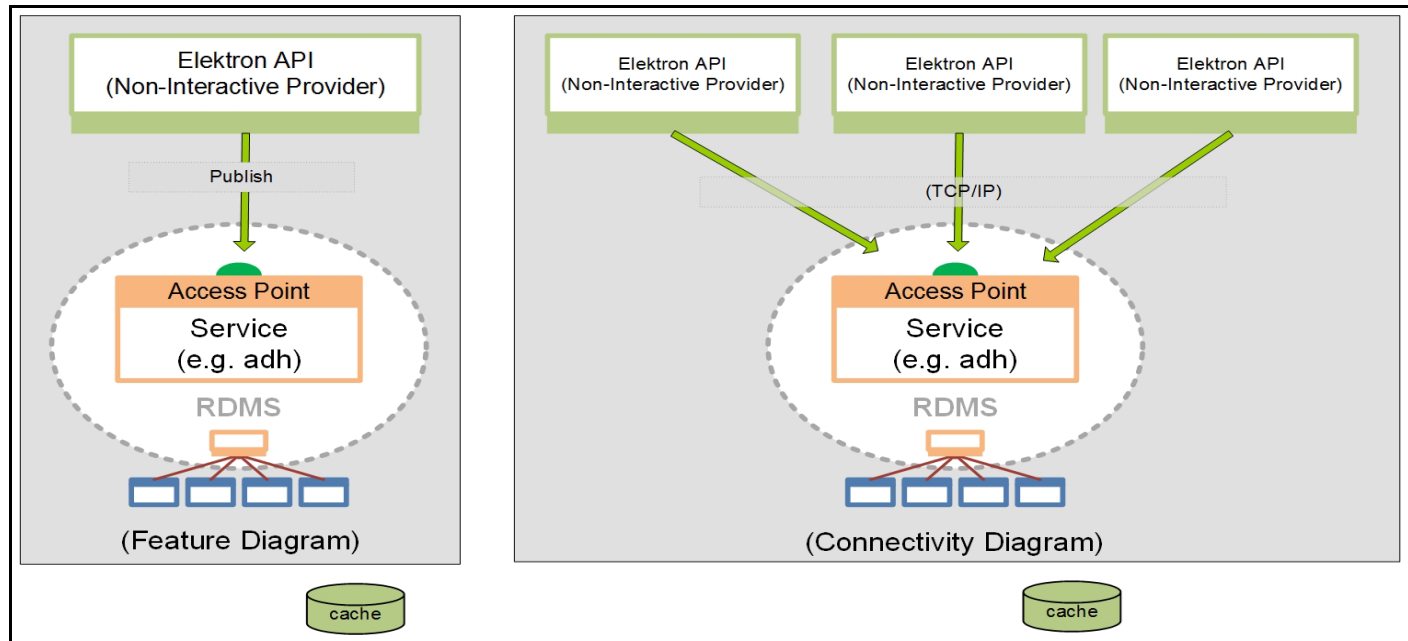 Elektron API
(Non-Interactive Provider)
Publish
Access Point
Service
(e.g. adh)
RDMS
(Feature Diagram)
cache
Elektron API
(Non-Interactive Provider)
Elektron API
(Non-Interactive Provider)
Elektron API
(Non-Interactive Provider)
(TCP/IP)
Access Point
Service
(e.g. adh)
RDMS
(Connectivity Diagram)
cache